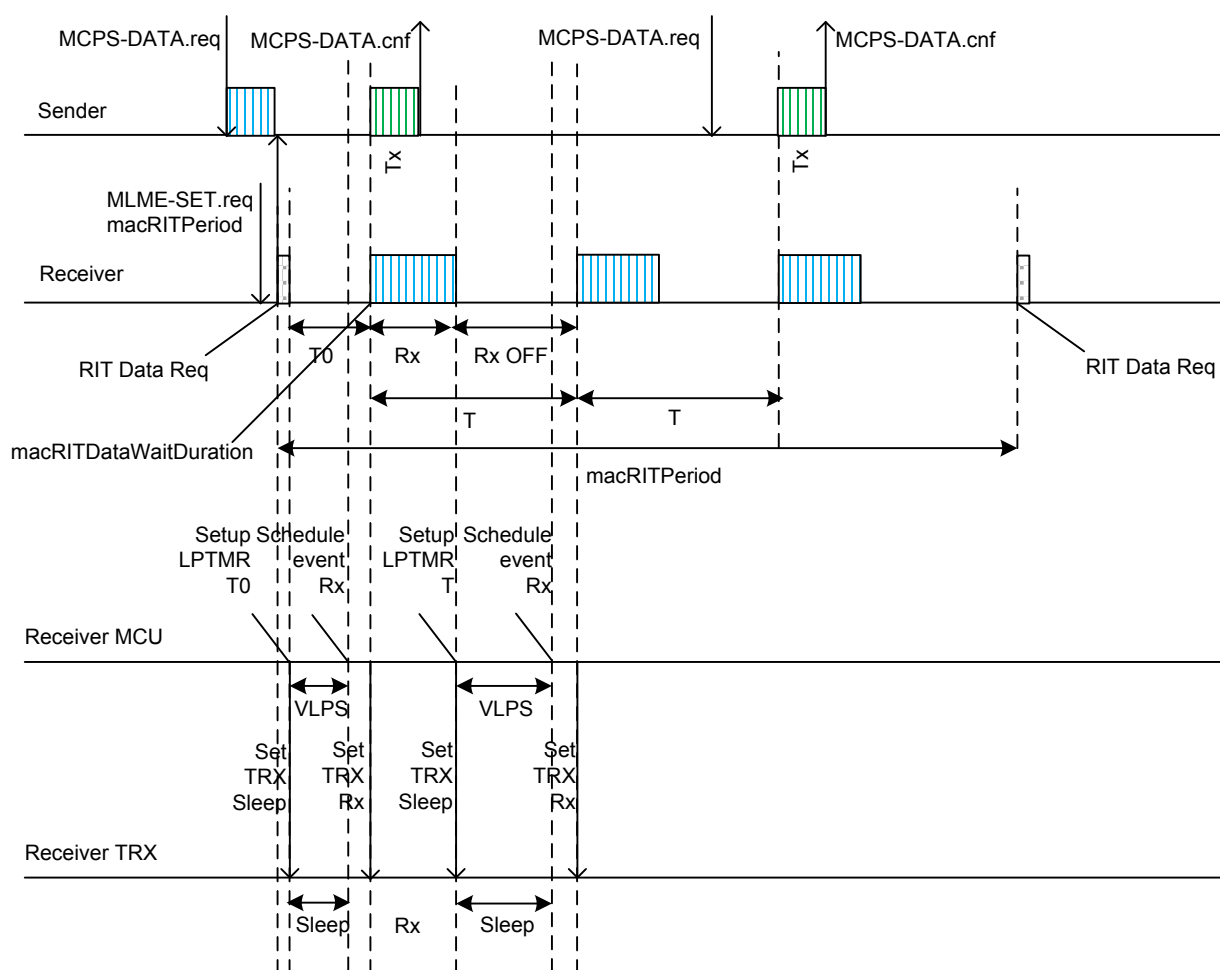 MCPS-DATA.req
MCPS-DATA.cnf
MCPS-DATA.req
MCPS-DATA.cnf
Sender
Tx
Tx
MLME-SET.req
macRITPeriod
Receiver
T0
Rx
Rx OFF
RIT Data Req
RIT Data Req
T
T
macRITDataWaitDuration
macRITPeriod
Setup
LPTMR
T0
Schedule
event
Rx
Setup
LPTMR
T
Schedule
event
Rx
Receiver MCU
VLPS
VLPS
Set
TRX
Sleep
Set
TRX
Rx
Set
TRX
Sleep
Set
TRX
Rx
Receiver TRX
Sleep
Rx
Sleep